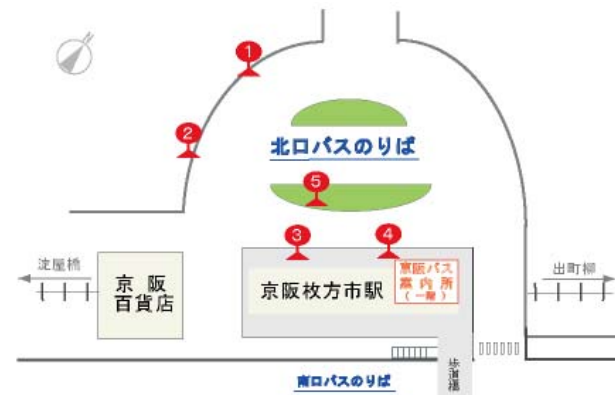 1
2
北口バスのりば
5
3
4
淀屋橋
京阪
百貨店
京阪枚方市駅
京阪バス
案内所
(一階)
出町柳
歩道橋
南口バスのりば